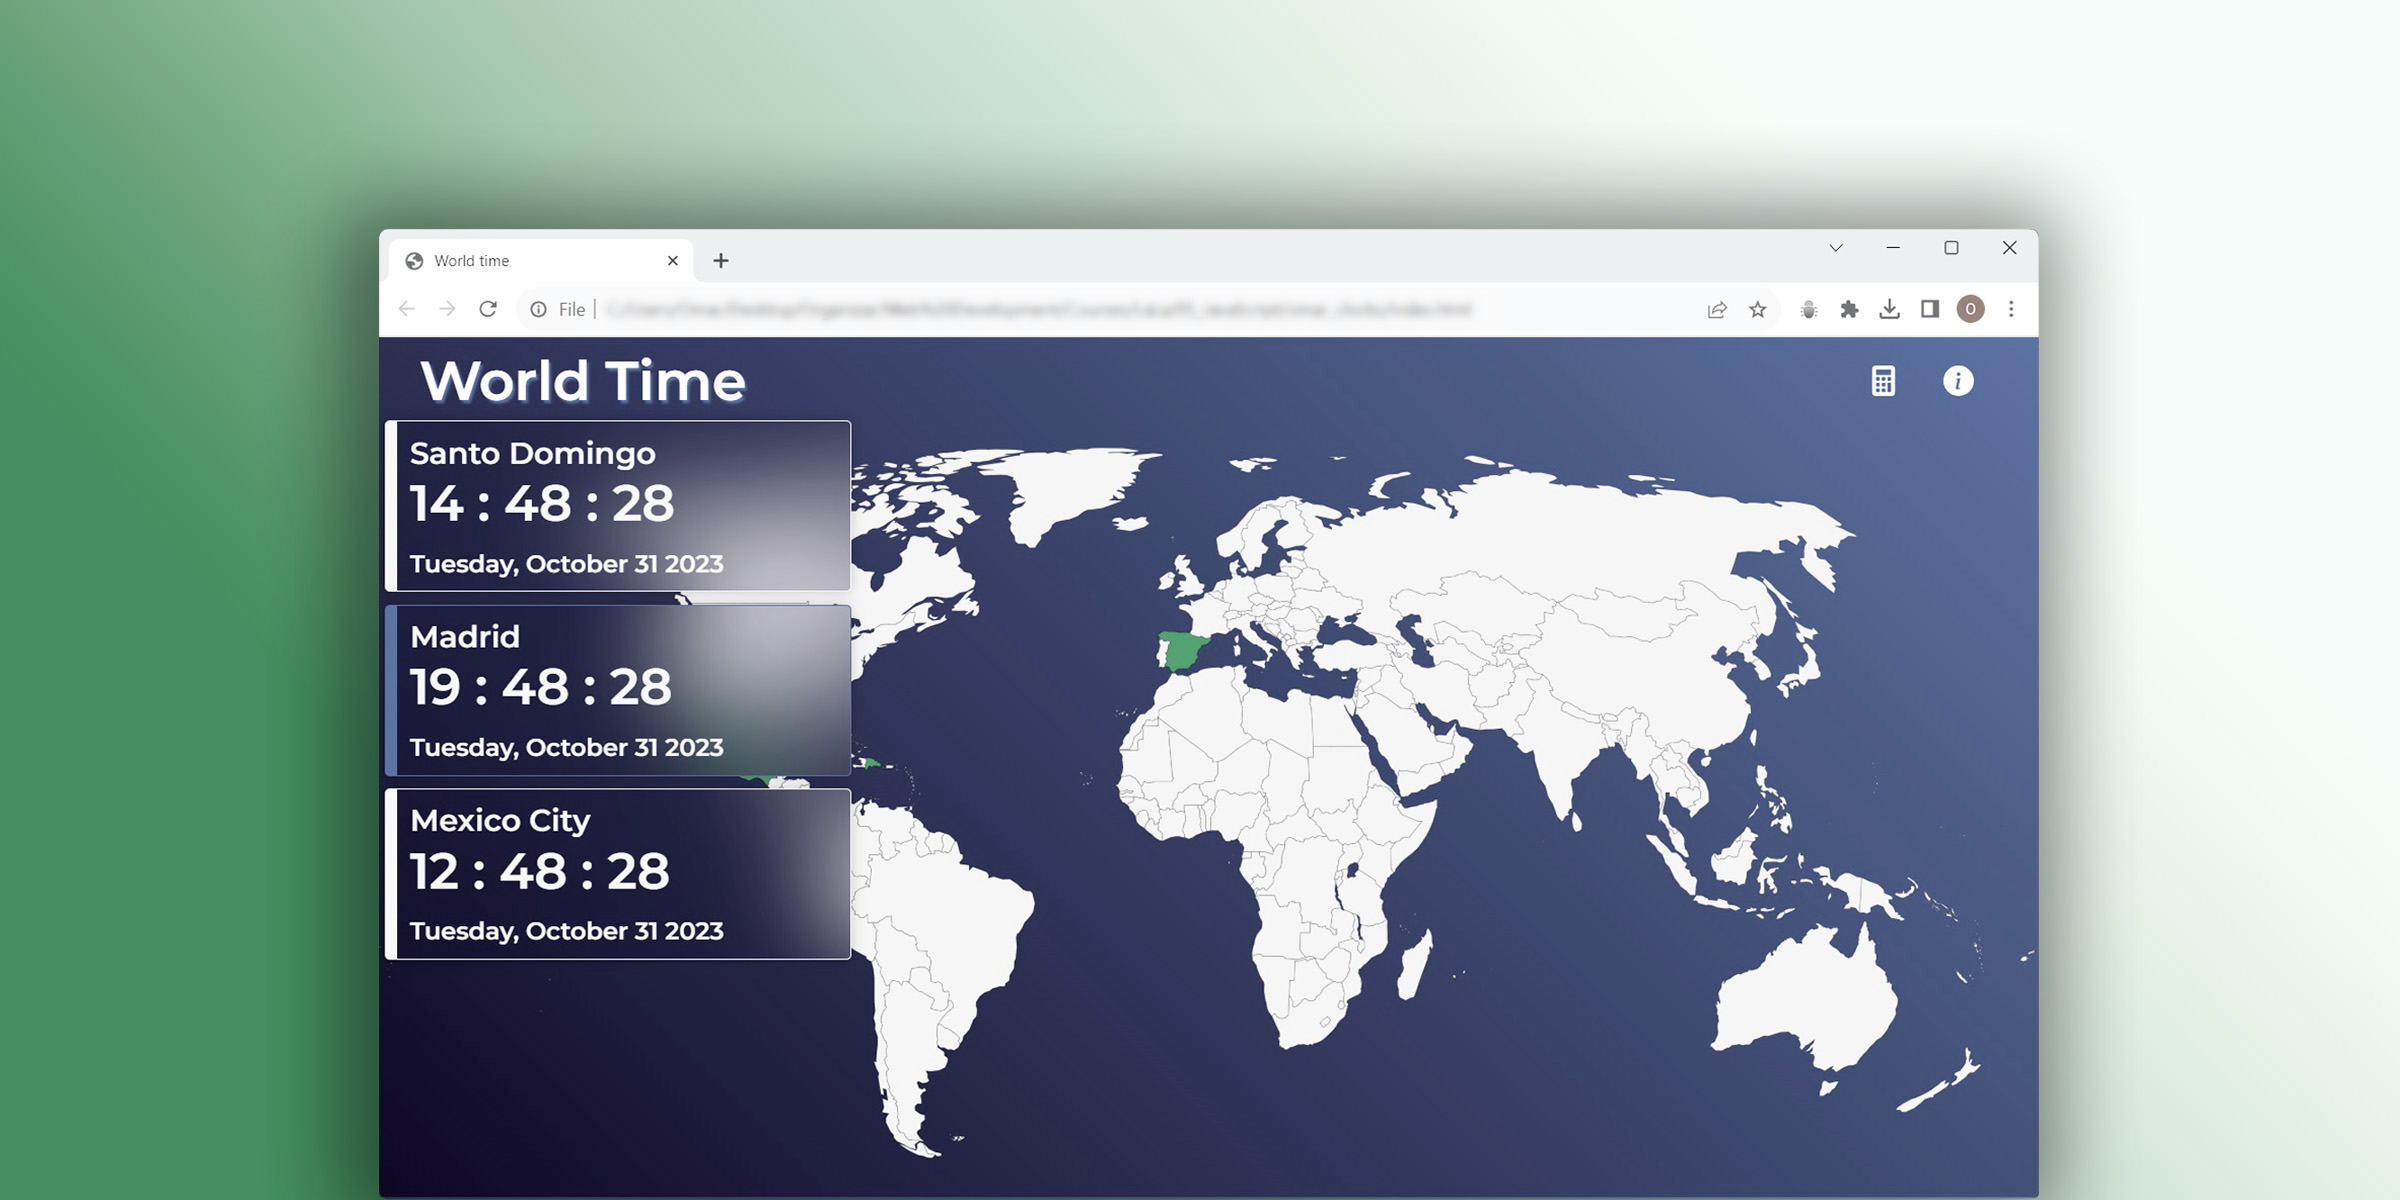 World time
File
O
World Time
Santo Domingo
14 : 48 : 28
Tuesday, October 31 2023
Madrid
19 : 48 : 28
Tuesday, October 31 2023
Mexico City
12 : 48 : 28
Tuesday, October 31 2023